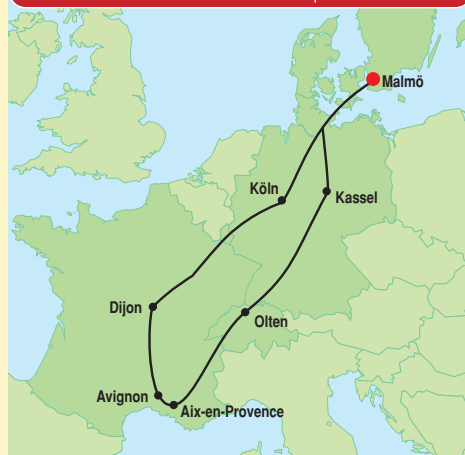 Malmö
Köln
Kassel
Dijon
Olten
Avignon
Aix-en-Provence